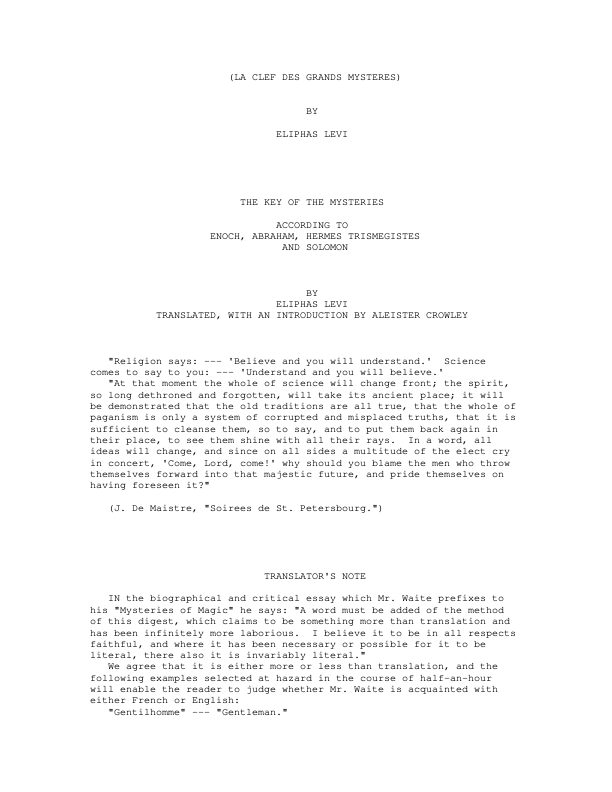 (LA CLEF DES GRANDS MYSTERES)
BY
ELIPHAS LEVI
THE KEY OF THE MYSTERIES
ACCORDING TO
ENOCH, ABRAHAM, HERMES TRISMEGISTES
AND SOLOMON
BY
ELIPHAS LEVI
TRANSLATED, WITH AN INTRODUCTION BY ALEISTER CROWLEY
"Religion says: --- 'Believe and you will understand.' Science
comes to say to you: --- 'Understand and you will believe.'
"At that moment the whole of science will change front; the spirit,
so long dethroned and forgotten, will take its ancient place; it will
be demonstrated that the old traditions are all true, that the whole of
paganism is only a system of corrupted and misplaced truths, that it is
sufficient to cleanse them, so to say, and to put them back again in
their place, to see them shine with all their rays. In a word, all
ideas will change, and since on all sides a multitude of the elect cry
in concert, 'Come, Lord, come!' why should you blame the men who throw
themselves forward into that majestic future, and pride themselves on
having foreseen it?"
(J. De Maistre, "Soirees de St. Petersbourg.")
TRANSLATOR'S NOTE
IN the biographical and critical essay which Mr. Waite prefixes to
his "Mysteries of Magic" he says: "A word must be added of the method
of this digest, which claims to be something more than translation and
has been infinitely more laborious. I believe it to be in all respects
faithful, and where it has been necessary or possible for it to be
literal, there also it is invariably literal."
We agree that it is either more or less than translation, and the
following examples selected at hazard in the course of half-an-hour
will enable the reader to judge whether Mr. Waite is acquainted with
either French or English:
"Gentilhomme" --- "Gentleman."